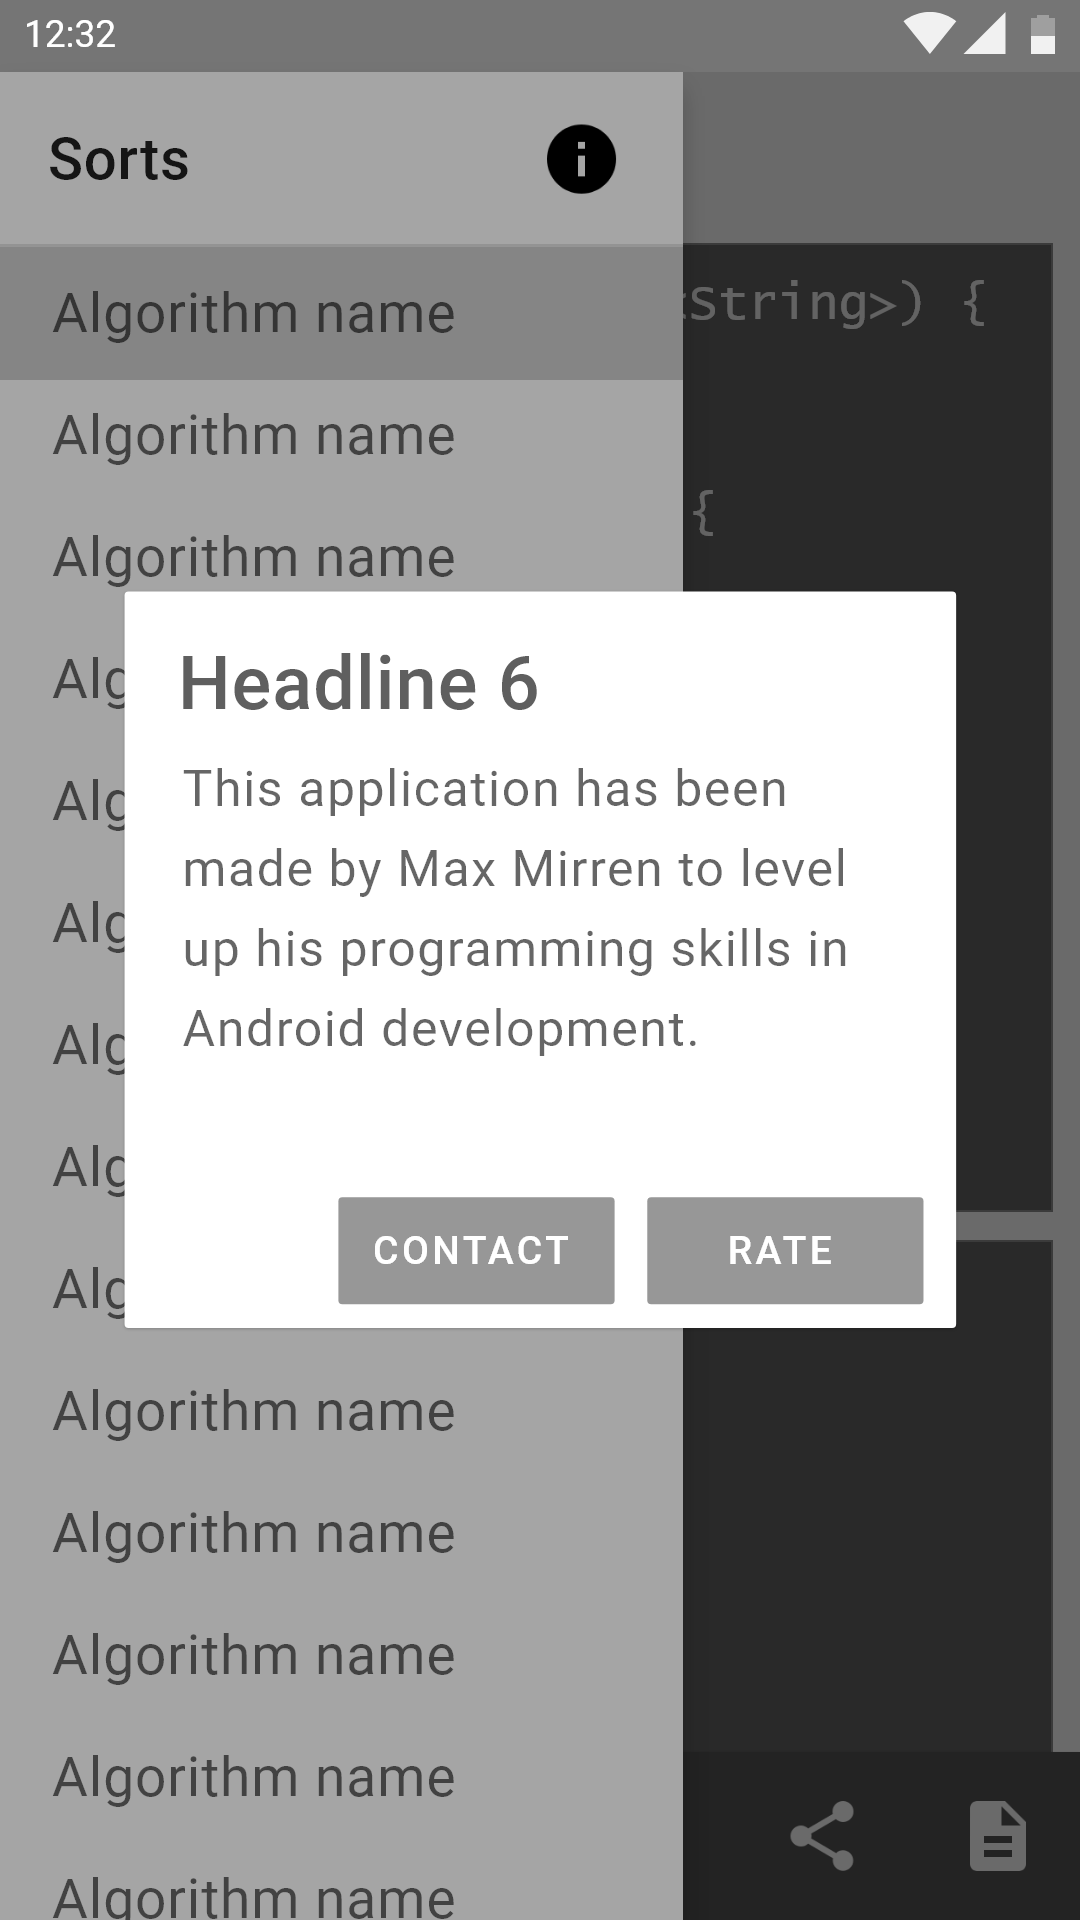 12:32
Sorts
Algorithm name
String>) {
Algorithm name
{
Algorithm name
Alg
Headline 6
This application has been
Alg
made by Max Mirren to level
Alg
up his programming skills in
Alg
Android development.
Alg
CONTACT RATE
Alg
Algorithm name
Algorithm name
Algorithm name
Algorithm name
Algorithm name